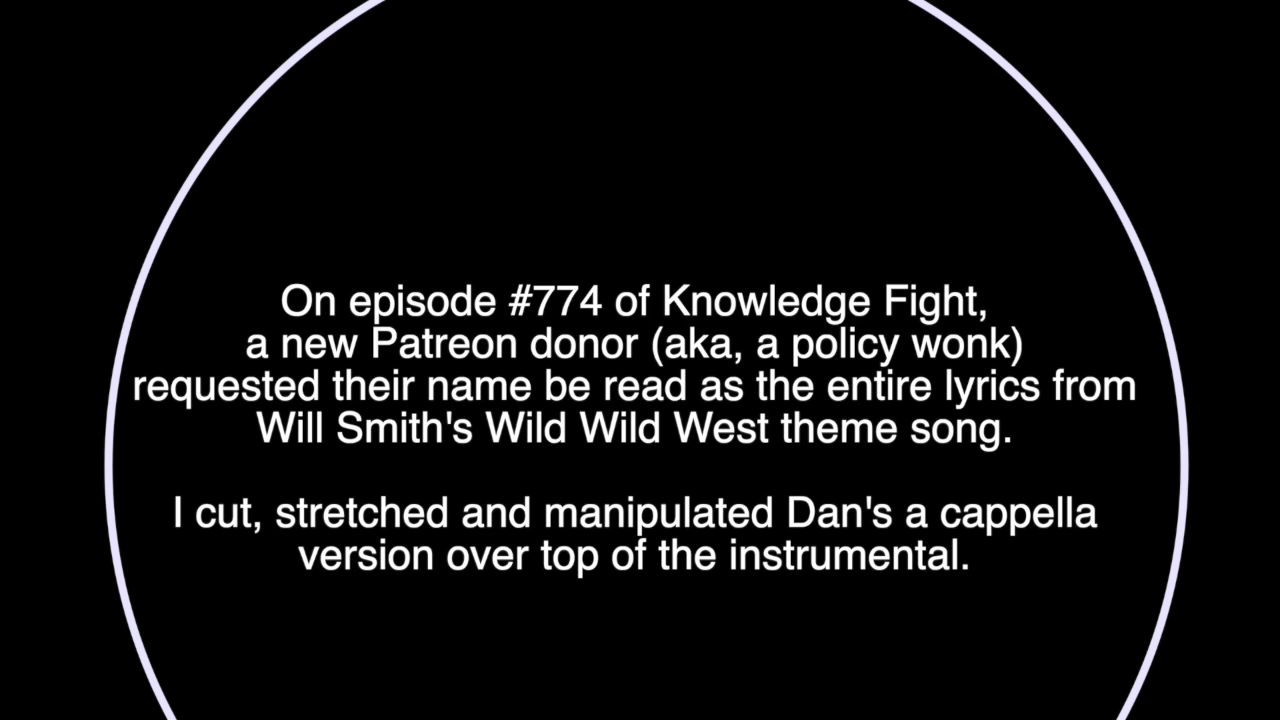 On episode #774 of Knowledge Fight,
a new Patreon donor (aka, a policy wonk)
requested their name be read as the entire lyrics from
Will Smith's Wild Wild West theme song.
I cut, stretched and manipulated Dan's a cappella
version over top of the instrumental.